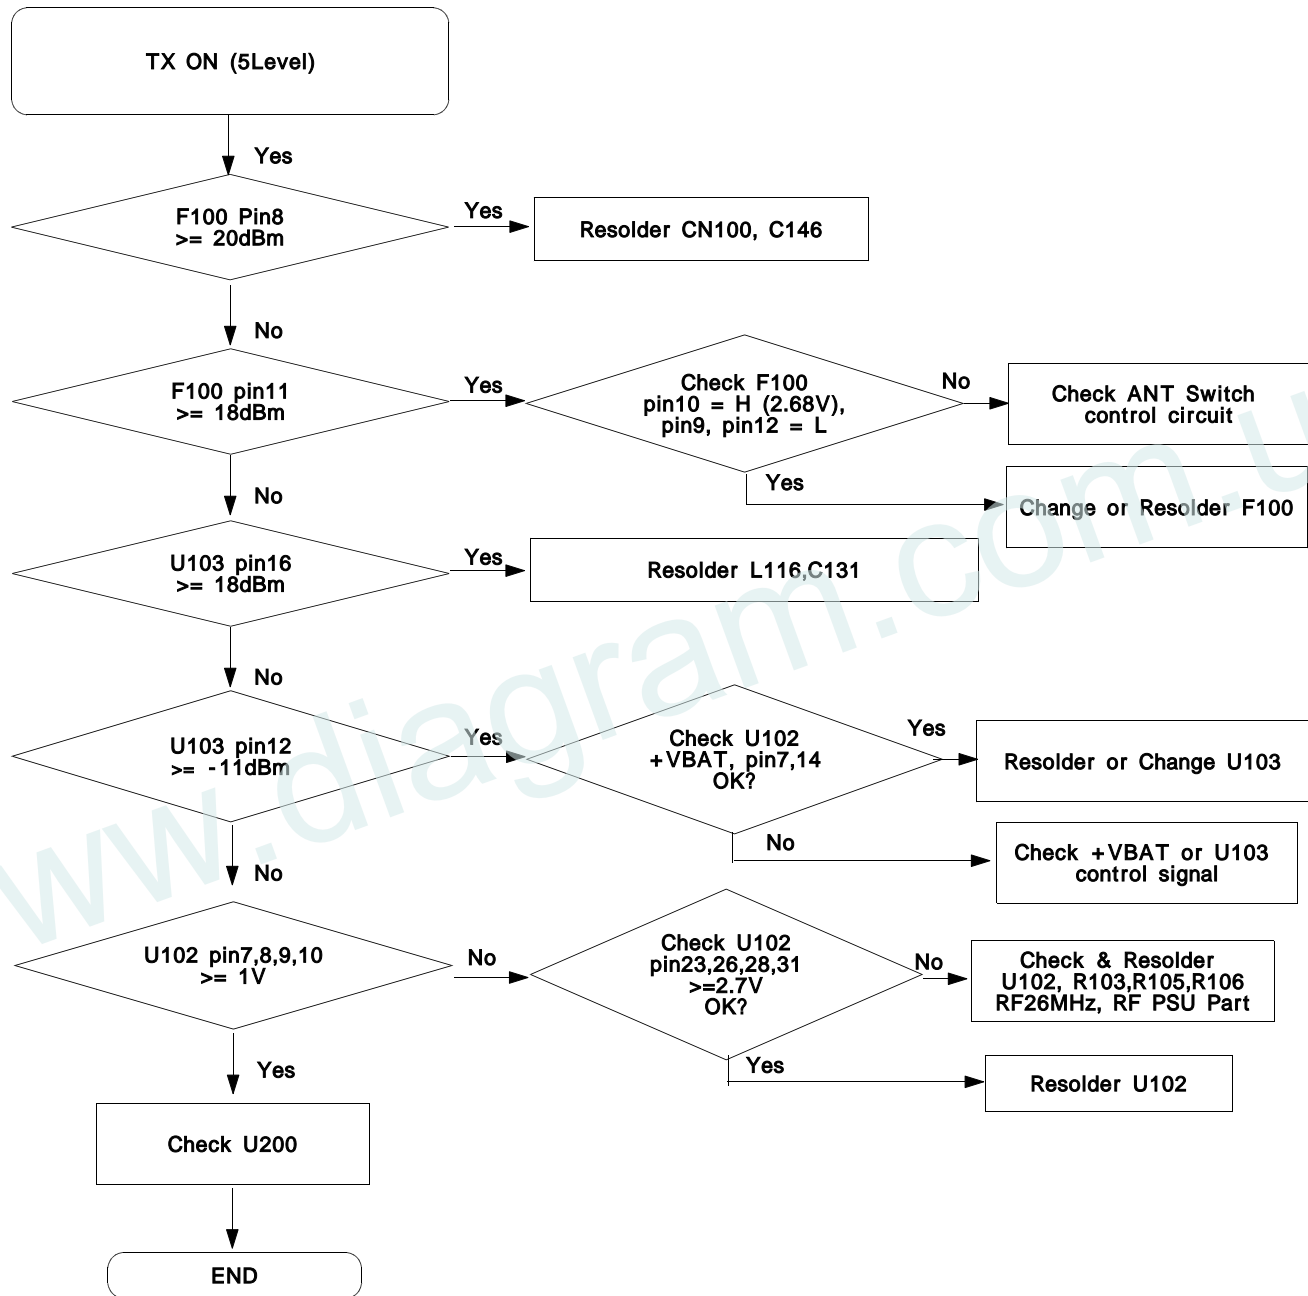 TX ON (5Level)
Yes
F100 Pin8
>= 20dBm
Yes
Resolder CN100, C146
No
F100 pin11
>= 18dBm
Yes
Check F100
pin10 = H (2.68V),
pin9, pin12 = L
No
Check ANT Switch
control circuit
Yes
Change or Resolder F100
No
U103 pin16
>= 18dBm
Yes
Resolder L116,C131
No
U103 pin12
>= -11dBm
Yes
Check U102
+VBAT, pin7,14
OK?
Yes
Resolder or Change U103
No
Check +VBAT or U103
control signal
No
U102 pin7,8,9,10
>= 1V
No
Check U102
pin23,26,28,31
>=2.7V
OK?
No
Check & Resolder
U102, R103,R105,R106
RF26MHz, RF PSU Part
Yes
Resolder U102
Yes
Check U200
END
ww.diagram.com.u